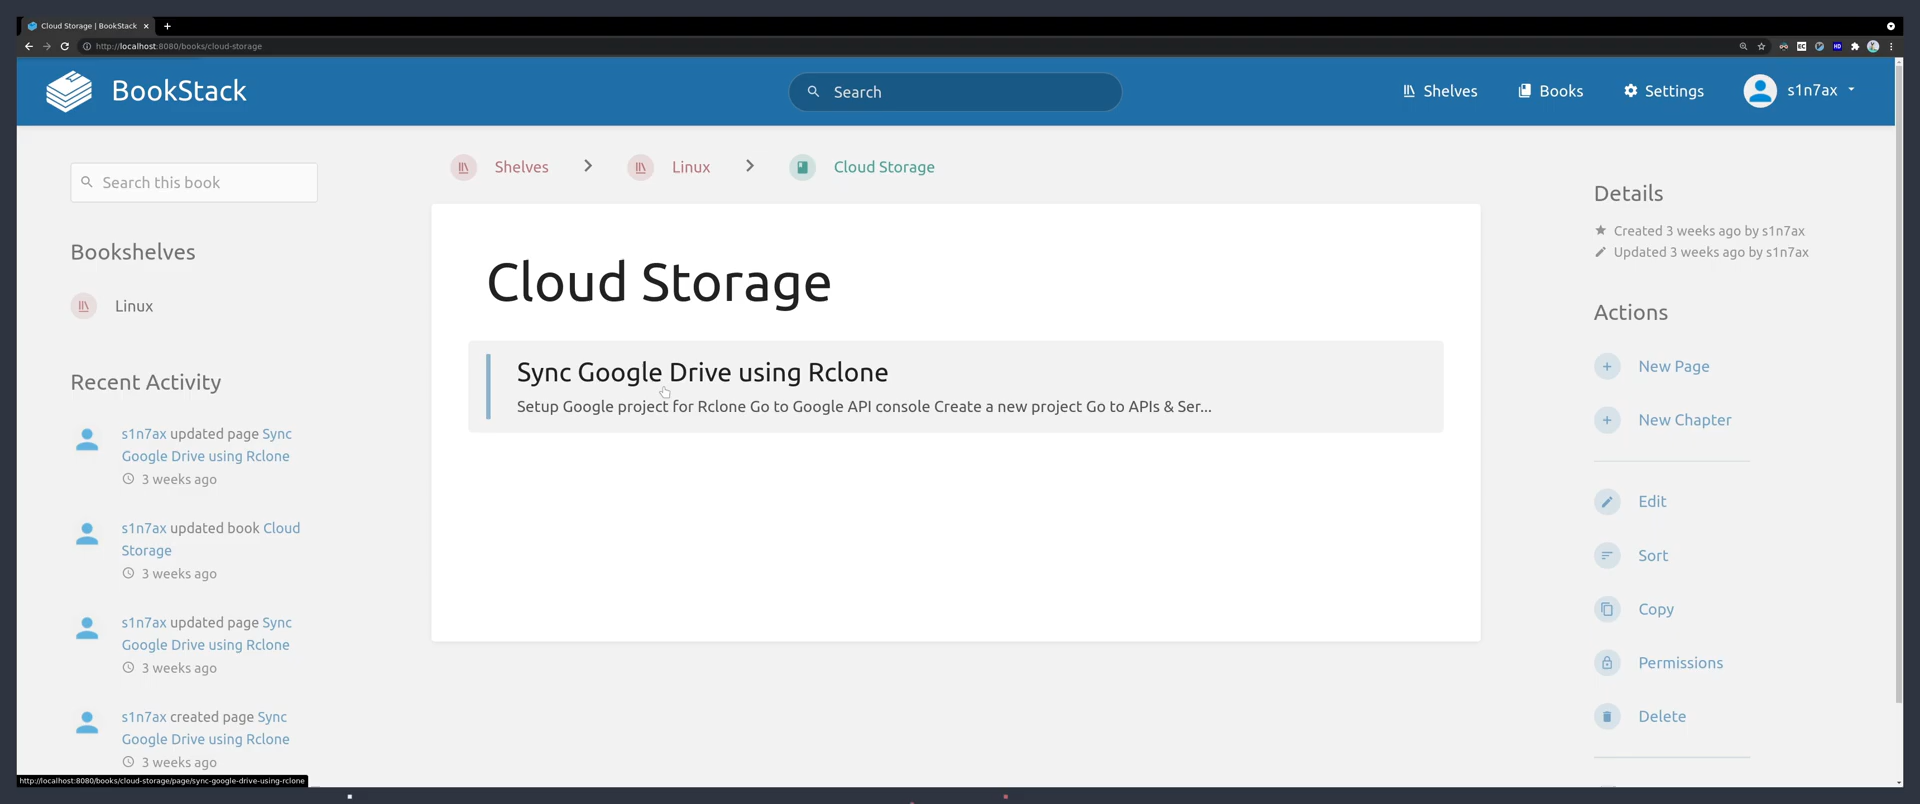 Cloud Storage | BookStack
http://localhost:8080/books/cloud-storage
BookStack
Search
Shelves
Books
Settings
s1n7ax
Search this book
Bookshelves
Linux
Recent Activity
s1n7ax updated page Sync
Google Drive using Rclone
3 weeks ago
s1n7ax updated book Cloud
Storage
3 weeks ago
s1n7ax updated page Sync
Google Drive using Rclone
3 weeks ago
s1n7ax created page Sync
Google Drive using Rclone
3 weeks ago
Shelves
Linux
Cloud Storage
Cloud Storage
Sync Google Drive using Rclone
Setup Google project for Rclone Go to Google API console Create a new project Go to APIs & Ser...
Details
Created 3 weeks ago by s1n7ax
Updated 3 weeks ago by s1n7ax
Actions
New Page
New Chapter
Edit
Sort
Copy
Permissions
Delete
http://localhost:8080/books/cloud-storage/page/sync-google-drive-using-rclone